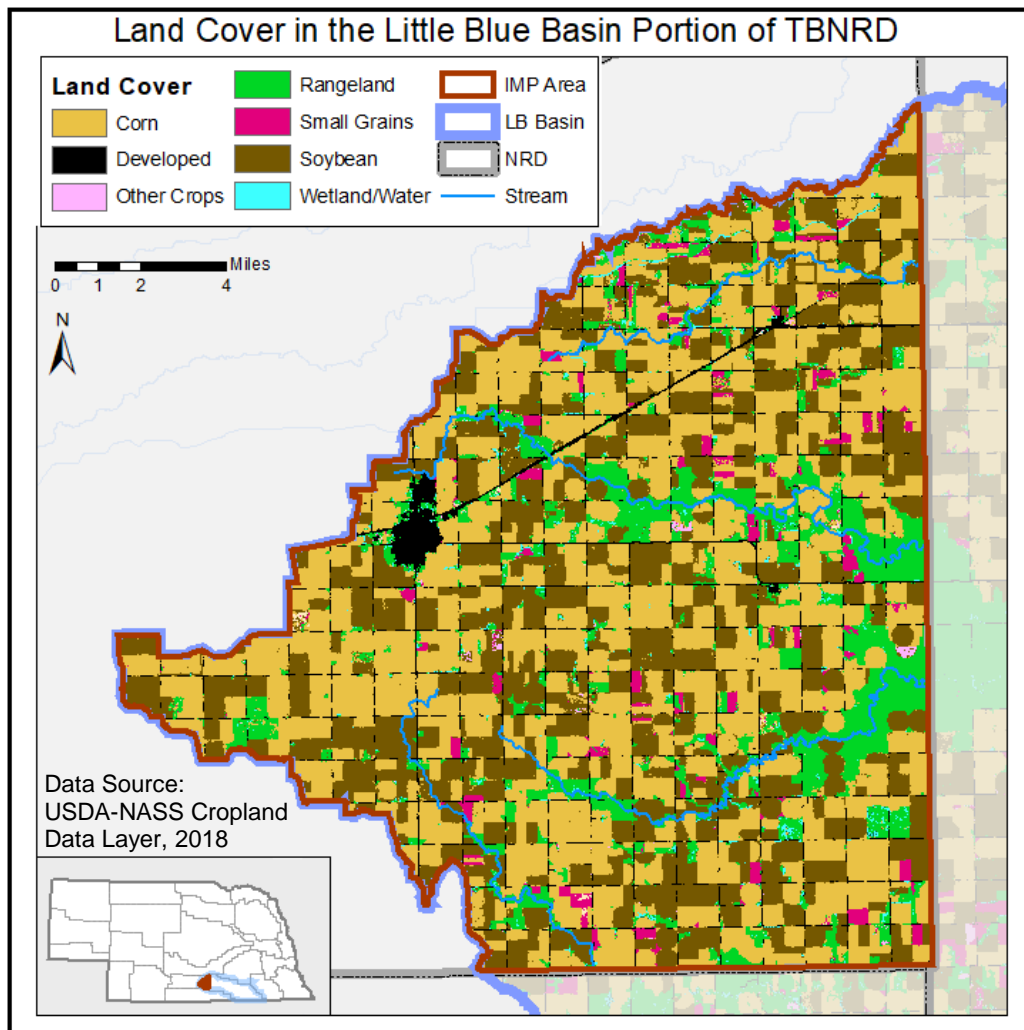 Land Cover in the Little Blue Basin Portion of TBNRD
Land Cover
Corn
Developed
Other Crops
Rangeland
Small Grains
Soybean
Wetland/Water
IMP Area
LB Basin
NRD
Stream
Miles
0 1 2 4
N
Data Source:
USDA-NASS Cropland
Data Layer, 2018